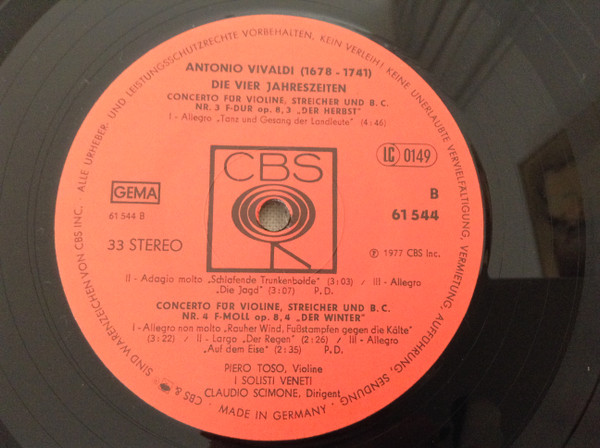 ALLE URHEBER- UND LEISTUNGSSCHUTZRECHTE VORBEHALTEN. KEIN VERLEIH! KEINE UNERLAUBTE VERVIELFÄLTIGUNG, VERMIETUNG, AUFFÜHRUNG, SENDUNG
ANTONIO VIVALDI (1678 - 1741)
DIE VIER JAHRESZEITEN
CONCERTO FÜR VIOLINE, STREICHER UND B. C.
NR. 3 F-DUR op. 8, 3 „DER HERBST"
I - Allegro „Tanz und Gesang der Landleute" (4:46)
CBS
LC 0149
GEMA
B
61 544 B
61 544
33 STEREO
℗ 1977 CBS Inc.
II - Adagio molto „Schlafende Trunkenbolde" (3:03) / III - Allegro
„Die Jagd" (3:07) P. D.
CONCERTO FÜR VIOLINE, STREICHER UND B. C.
NR. 4 F-MOLL op. 8, 4 „DER WINTER"
I - Allegro non molto „Rauher Wind, Fußstampfen gegen die Kälte"
(3:22) / II - Largo „Der Regen" (2:26) / III - Allegro
„Auf dem Eise" (2:35) P. D.
PIERO TOSO, Violine
I SOLISTI VENETI
CLAUDIO SCIMONE, Dirigent
CBS & SIND WARENZEICHEN VON CBS INC.
MADE IN GERMANY